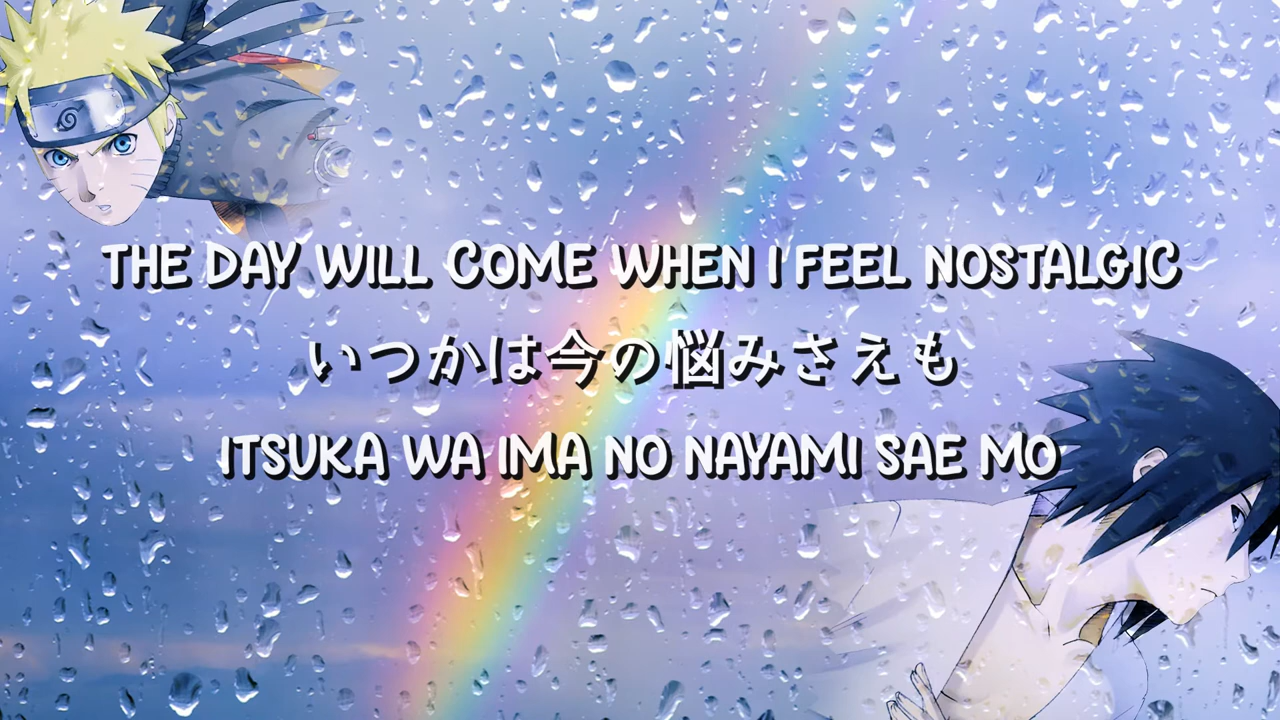 THE DAY WILL COME WHEN I FEEL NOSTALGIC
いつかは今の悩みさえも
ITSUKA WA IMA NO NAYAMI SAE MO